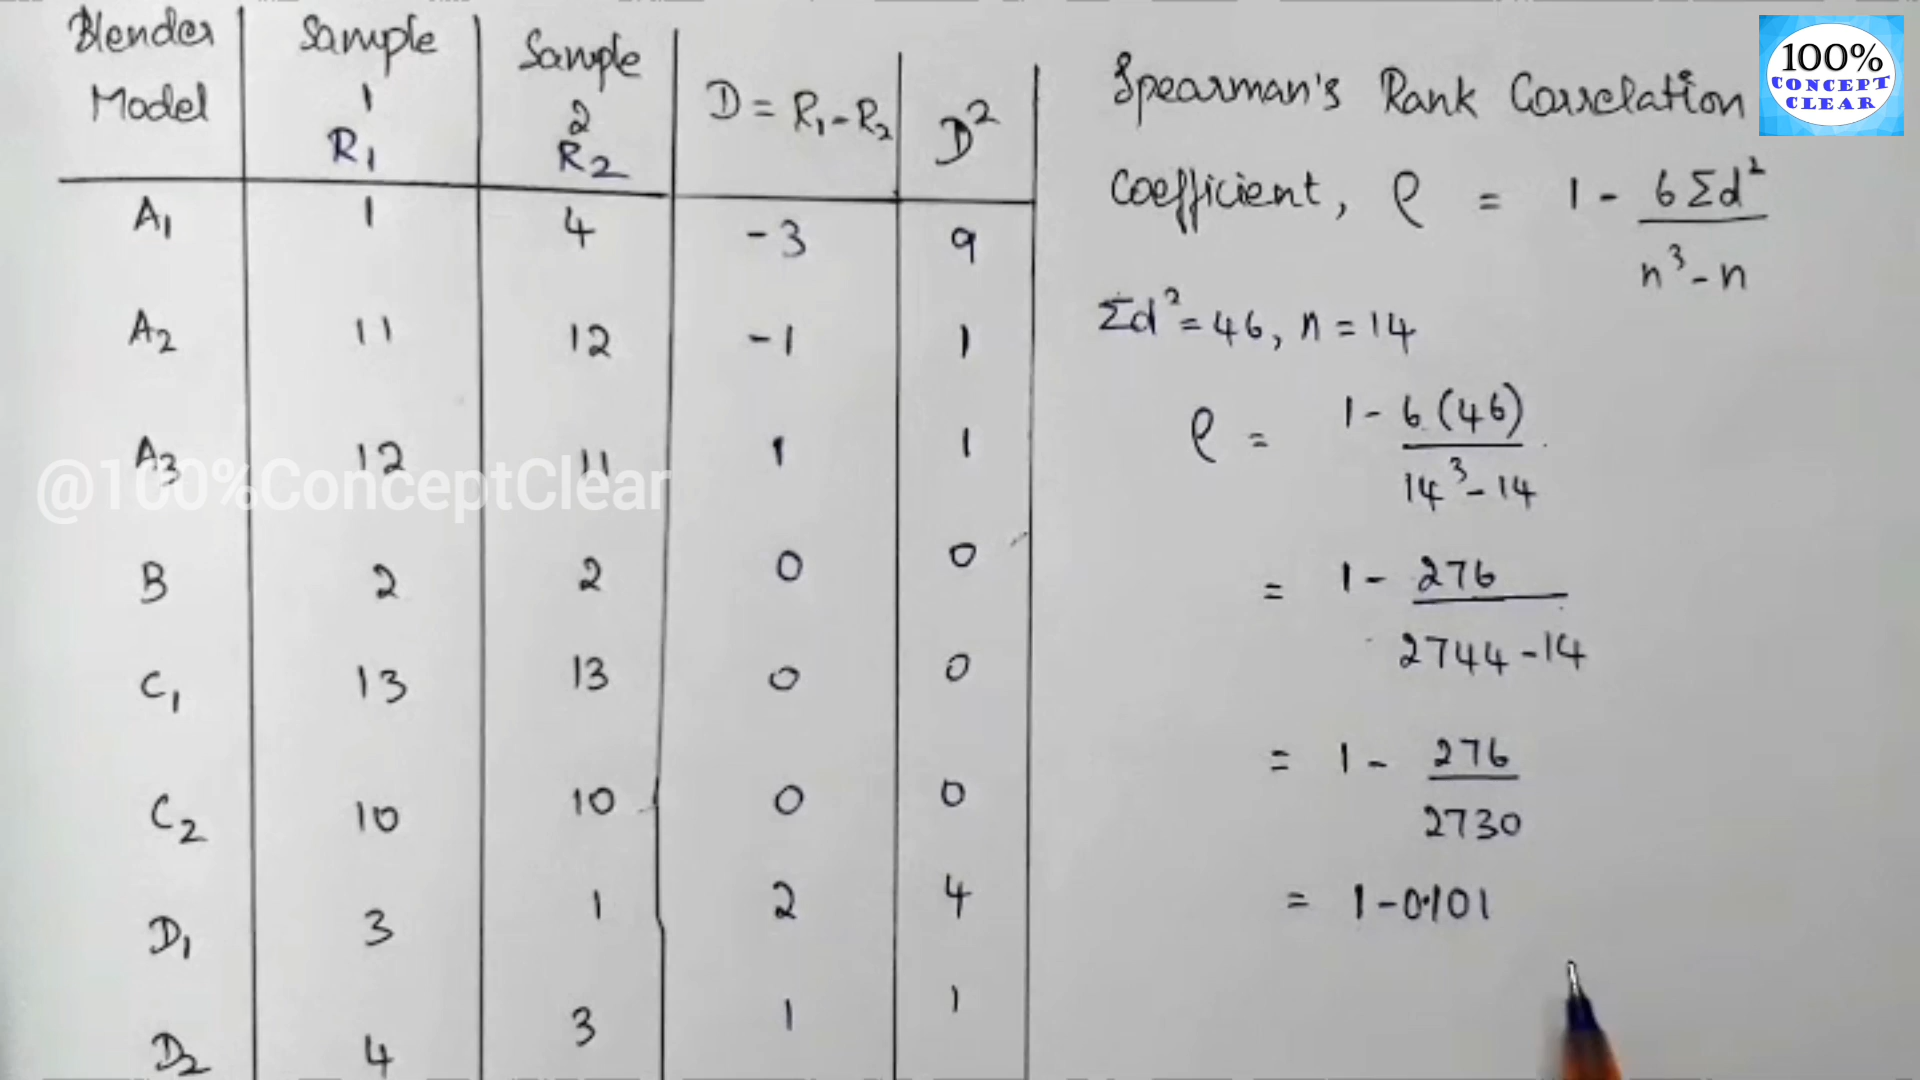 Blender Model | Sample 1 R₁ | Sample 2 R₂ | D = R₁ - R₂ | D²
A₁ | 1 | 4 | -3 | 9
A₂ | 11 | 12 | -1 | 1
A₃ | 12 | 11 | 1 | 1
B | 2 | 2 | 0 | 0
C₁ | 13 | 13 | 0 | 0
C₂ | 10 | 10 | 0 | 0
D₁ | 3 | 1 | 2 | 4
D₂ | 4 | 3 | 1 | 1
@100%ConceptClear
Spearman's Rank Correlation
Coefficient, ρ = 1 - 6Σd² / n³ - n
Σd² = 46, n = 14
ρ = 1 - 6(46) / 14³ - 14
= 1 - 276 / 2744 - 14
= 1 - 276 / 2730
= 1 - 0.101
100%
CONCEPT
CLEAR